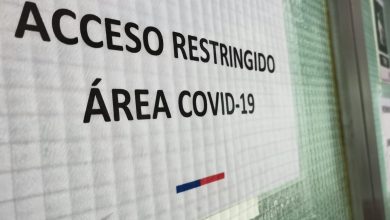 ACCESO RESTRINGIDO
ÁREA COVID-19